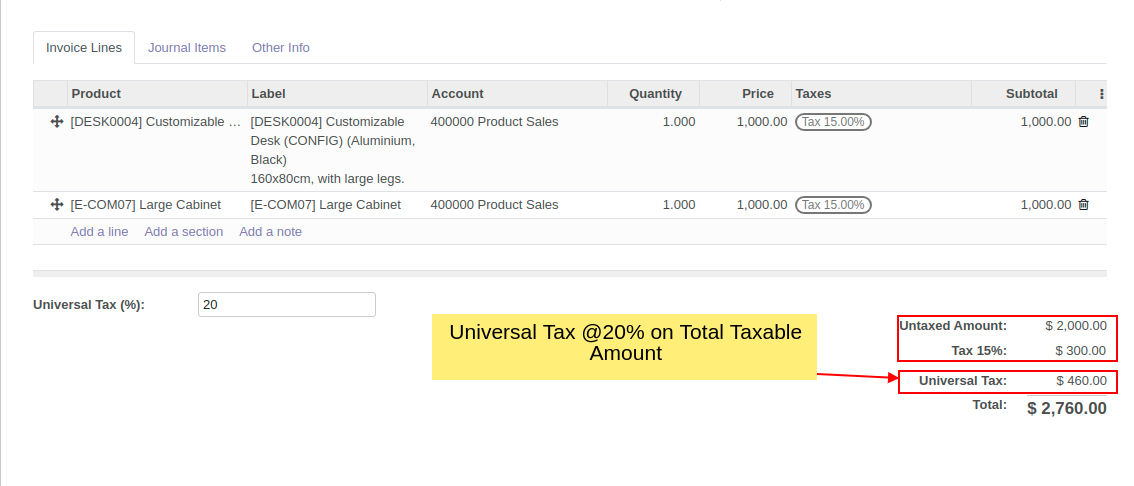 Invoice Lines Journal Items Other Info
Product Label Account Quantity Price Taxes Subtotal
[DESK0004] Customizable … [DESK0004] Customizable 400000 Product Sales 1.000 1,000.00 Tax 15.00% 1,000.00
Desk (CONFIG) (Aluminium,
Black)
160x80cm, with large legs.
[E-COM07] Large Cabinet [E-COM07] Large Cabinet 400000 Product Sales 1.000 1,000.00 Tax 15.00% 1,000.00
Add a line Add a section Add a note
Universal Tax (%): 20
Universal Tax @20% on Total Taxable
Amount
Untaxed Amount: $ 2,000.00
Tax 15%: $ 300.00
Universal Tax: $ 460.00
Total: $ 2,760.00